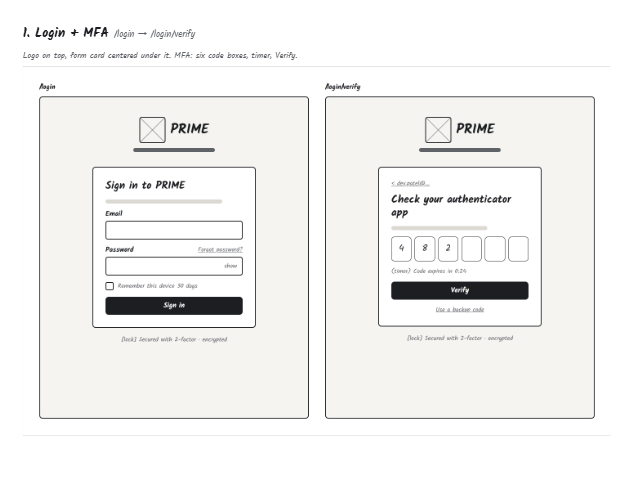 1. Login + MFA /login → /login/verify
Logo on top, form card centered under it. MFA: six code boxes, timer, Verify.
/login
PRIME
Sign in to PRIME
Email
Password Forgot password?
show
Remember this device 30 days
Sign in
[lock] Secured with 2-factor · encrypted
/login/verify
PRIME
Check your authenticator
app
4 8 2
[timer] Code expires in 0:24
Verify
Use a backup code
[lock] Secured with 2-factor · encrypted